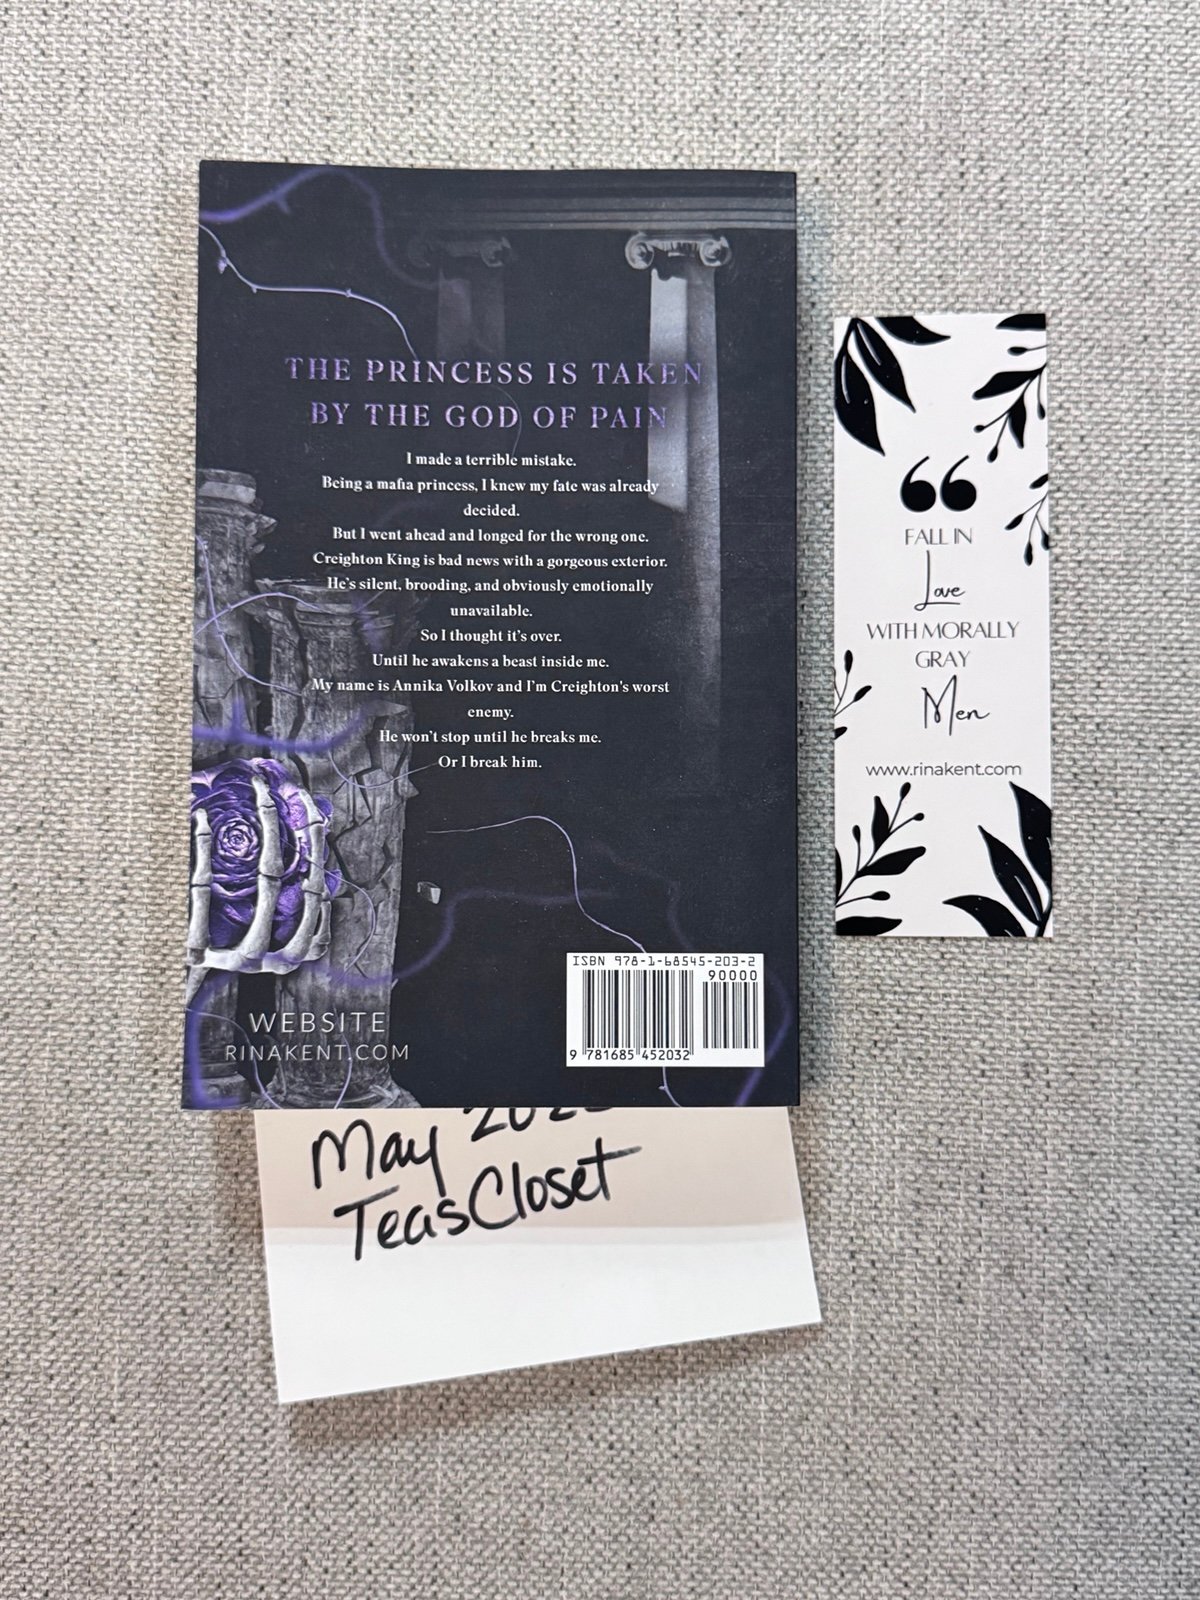 THE PRINCESS IS TAKEN
BY THE GOD OF PAIN
I made a terrible mistake.
Being a mafia princess, I knew my fate was already
decided.
But I went ahead and longed for the wrong one.
Creighton King is bad news with a gorgeous exterior.
He's silent, brooding, and obviously emotionally
unavailable.
So I thought it's over.
Until he awakens a beast inside me.
My name is Annika Volkov and I'm Creighton's worst
enemy.
He won't stop until he breaks me.
Or I break him.
WEBSITE
RINAKENT.COM
ISBN 978-1-68545-203-2
90000
9 781685 452032
“
FALL IN
Love
WITH MORALLY
GRAY
Men
www.rinakent.com
May
TeasCloset